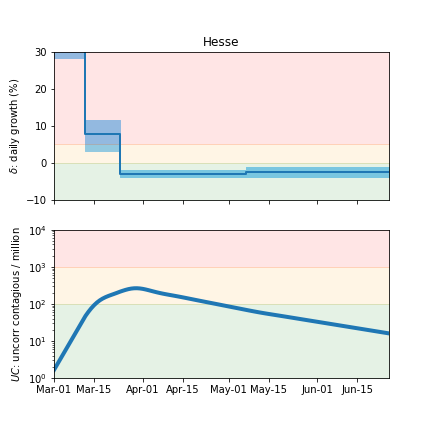 Hesse
δ: daily growth (%)
30
20
10
0
−10
UC: uncorr contagious / million
10⁴
10³
10²
10¹
10⁰
Mar-01 Mar-15 Apr-01 Apr-15 May-01 May-15 Jun-01 Jun-15